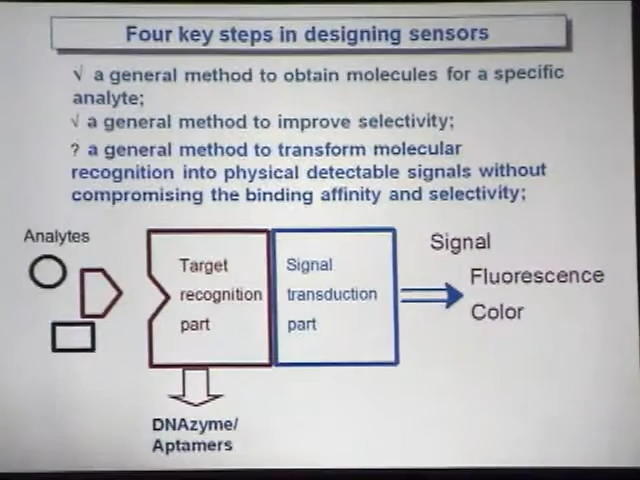 Four key steps in designing sensors
√ a general method to obtain molecules for a specific
analyte;
√ a general method to improve selectivity;
? a general method to transform molecular
recognition into physical detectable signals without
compromising the binding affinity and selectivity;
Analytes
Target
recognition
part
Signal
transduction
part
Signal
Fluorescence
Color
DNAzyme/
Aptamers